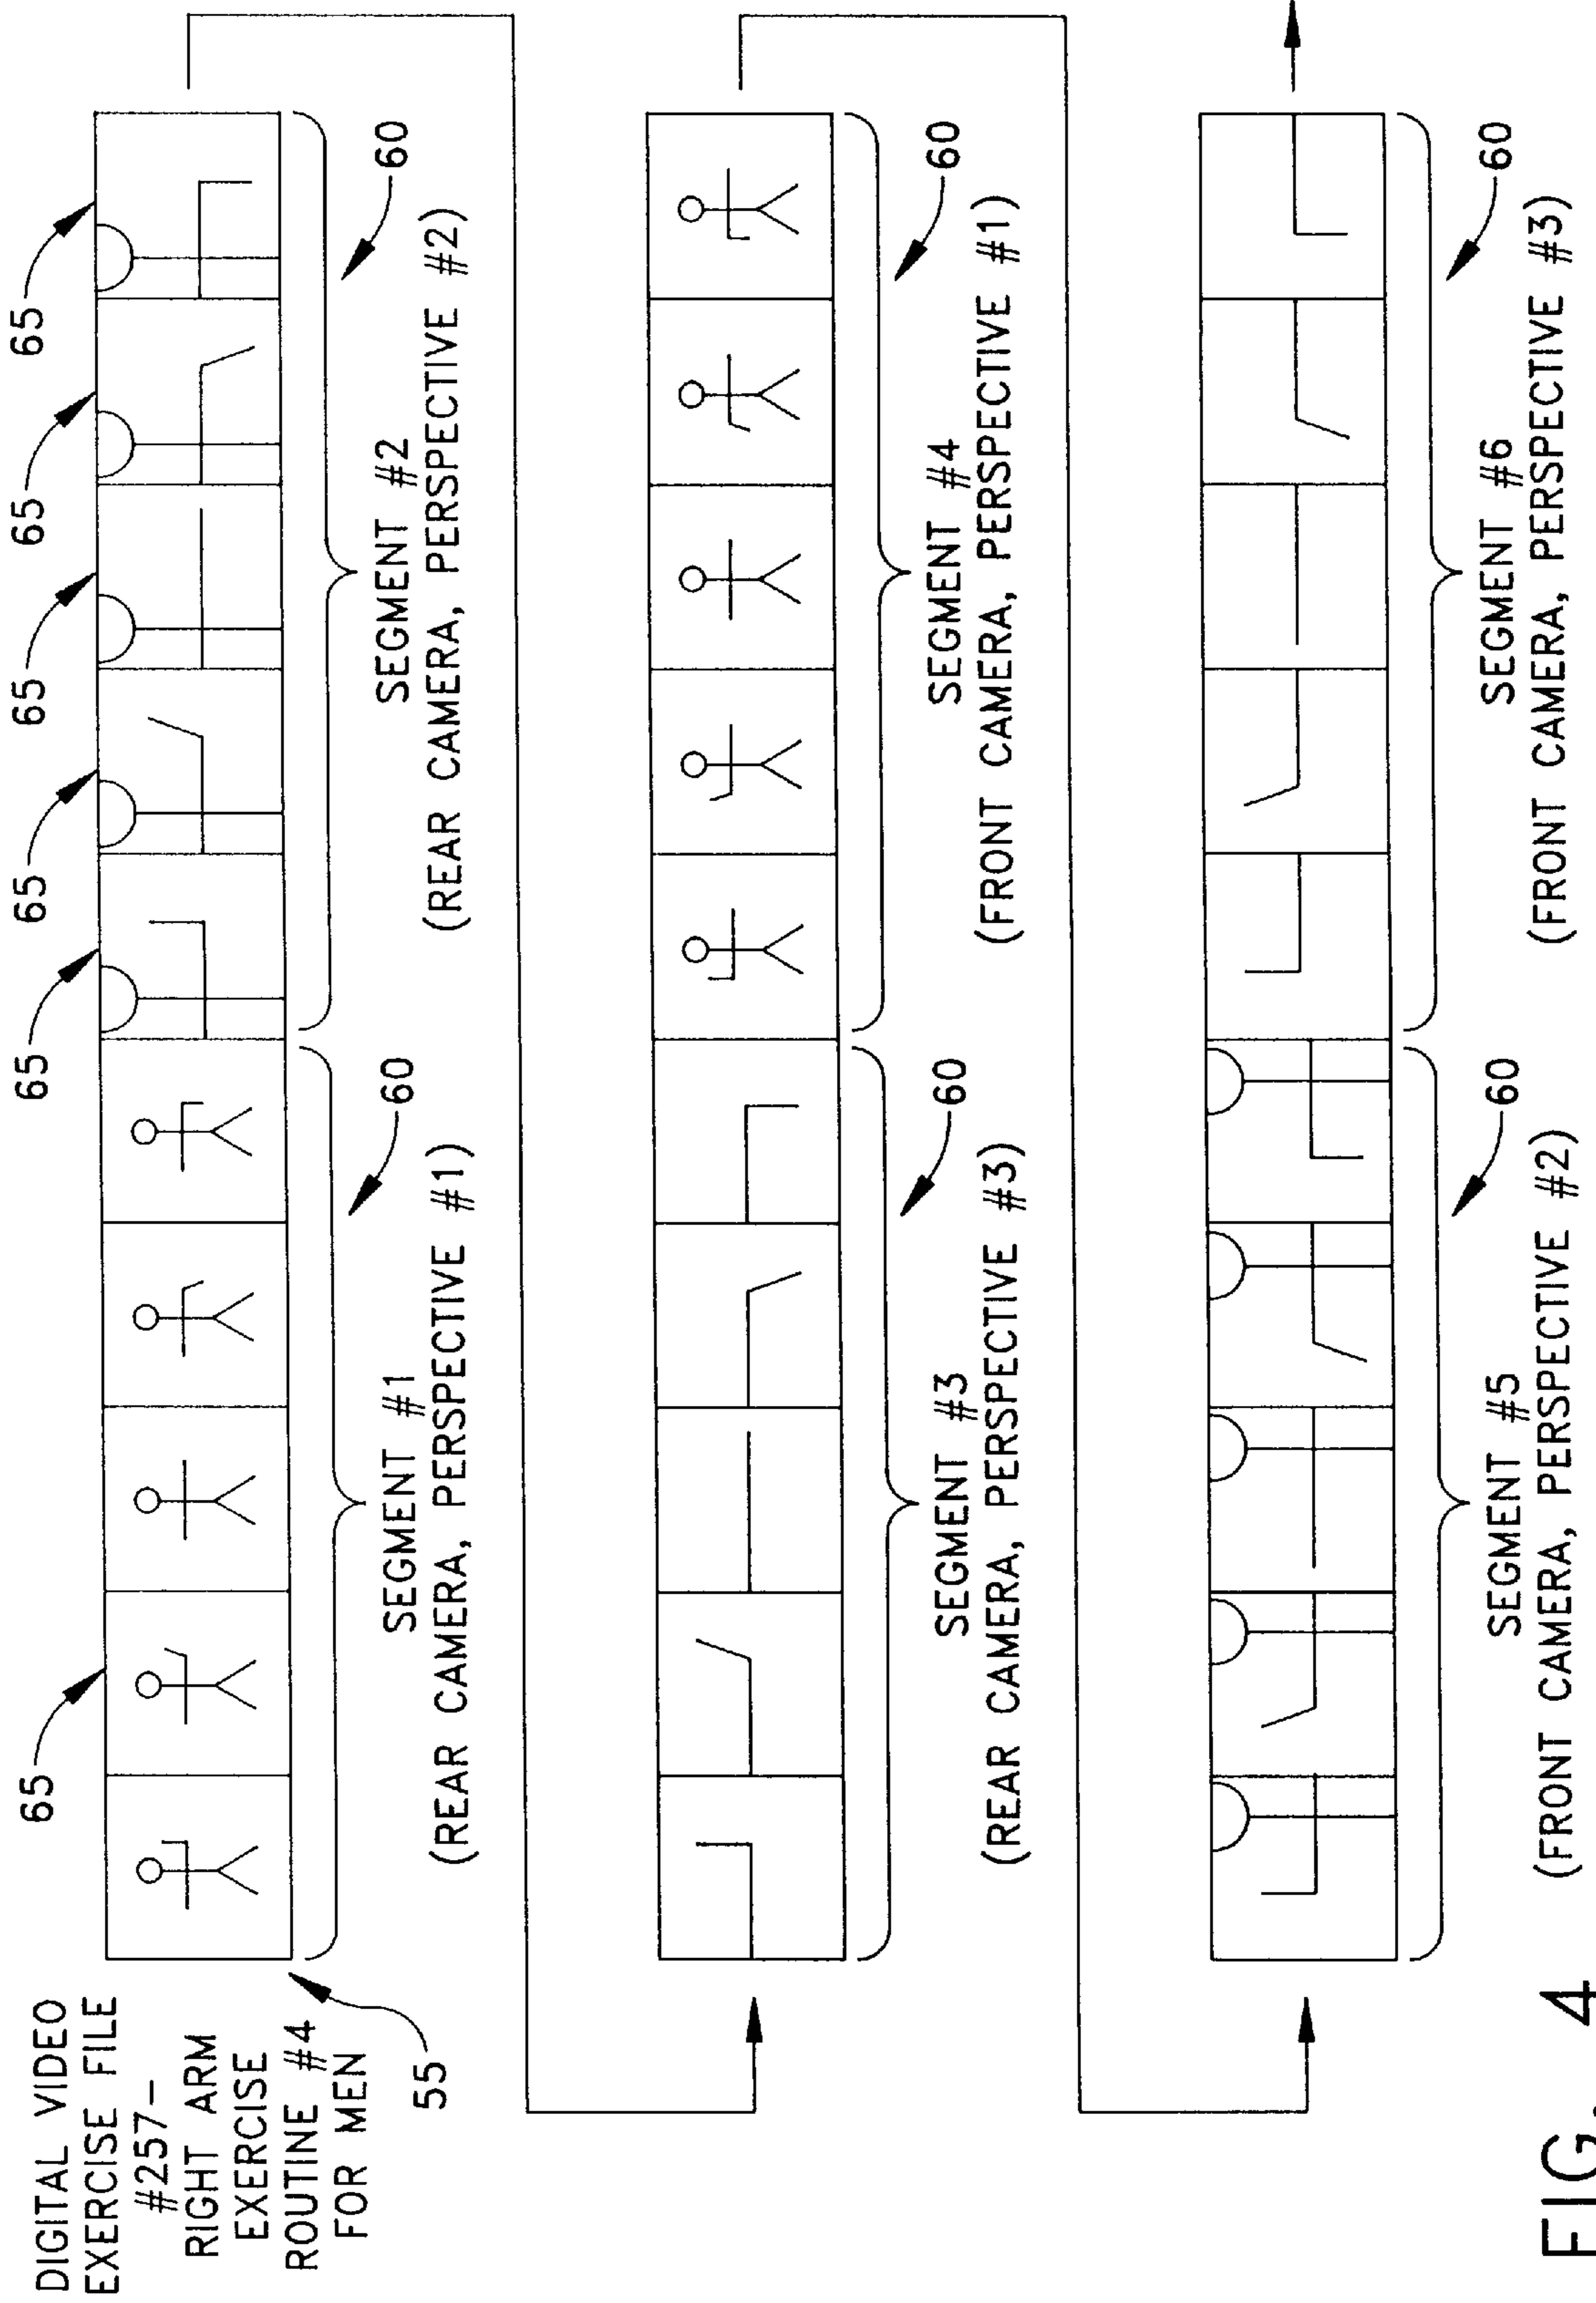 DIGITAL VIDEO
EXERCISE FILE
#257-
RIGHT ARM
EXERCISE
ROUTINE #4
FOR MEN
55
65
65
65
65
65
65
60
SEGMENT #1
(REAR CAMERA, PERSPECTIVE #1)
60
SEGMENT #2
(REAR CAMERA, PERSPECTIVE #2)
60
SEGMENT #3
(REAR CAMERA, PERSPECTIVE #3)
60
SEGMENT #4
(FRONT CAMERA, PERSPECTIVE #1)
60
SEGMENT #5
(FRONT CAMERA, PERSPECTIVE #2)
60
SEGMENT #6
(FRONT CAMERA, PERSPECTIVE #3)
FIG. 4